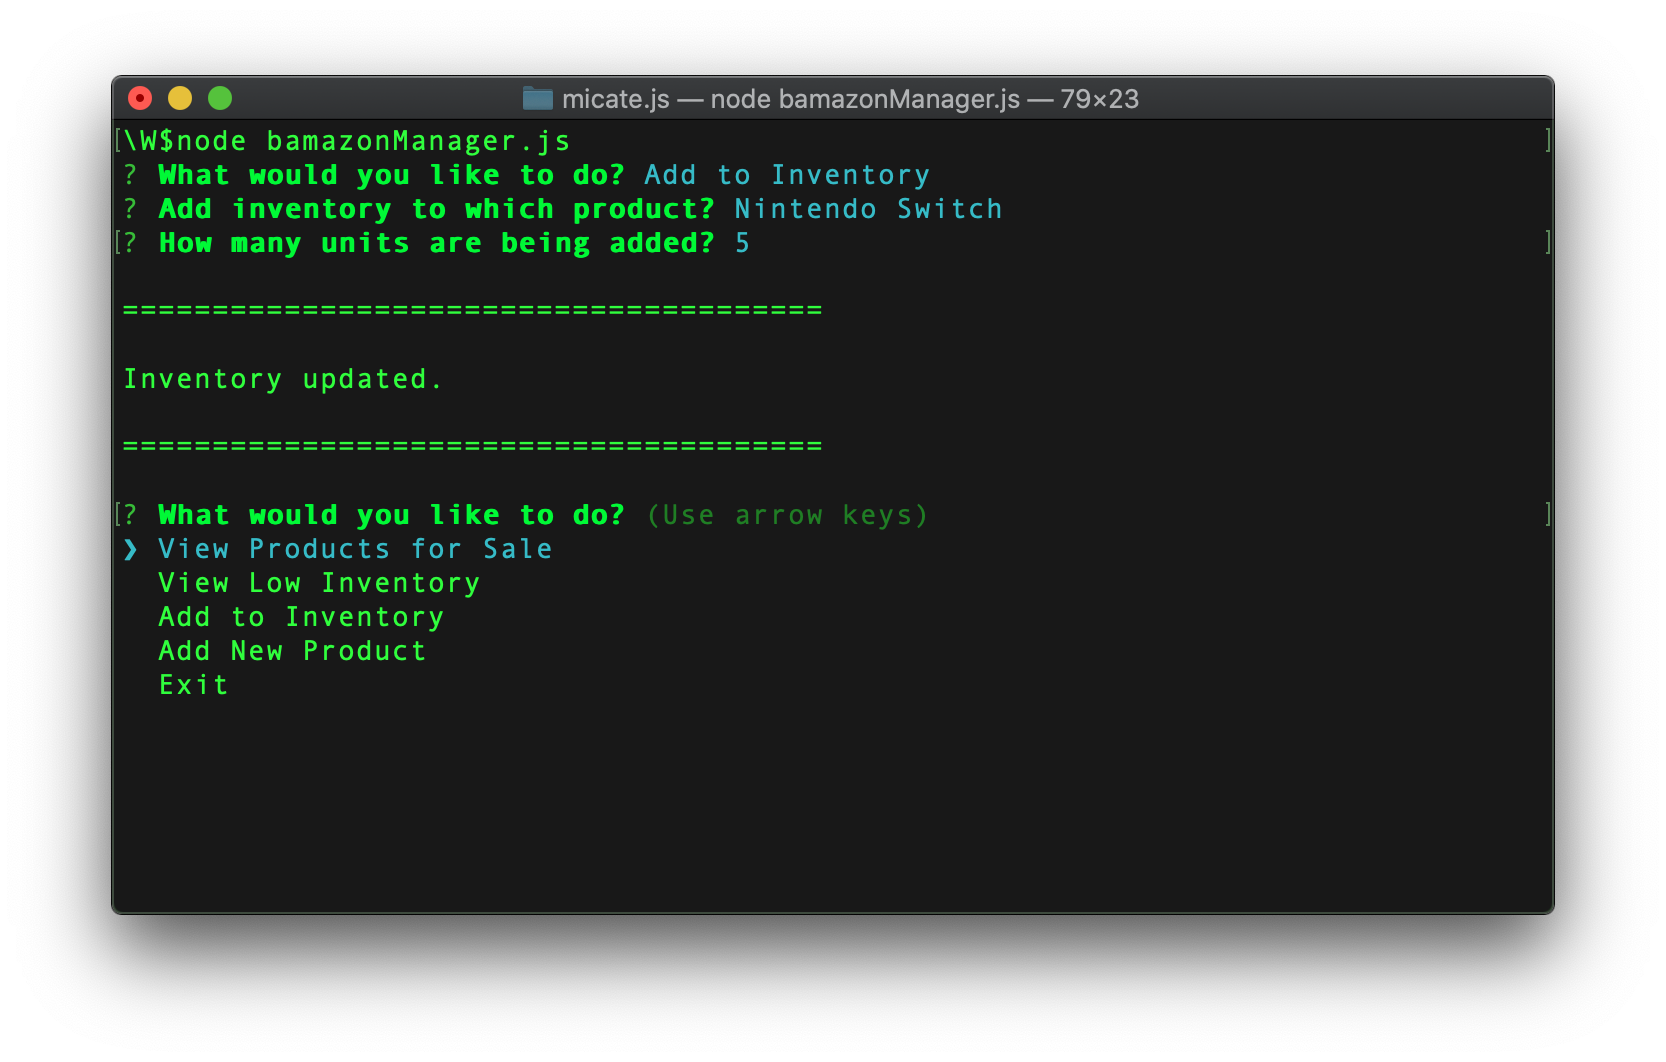 micate.js — node bamazonManager.js — 79×23
[\W$node bamazonManager.js ]
? What would you like to do? Add to Inventory
? Add inventory to which product? Nintendo Switch
[? How many units are being added? 5 ]
=======================================
Inventory updated.
=======================================
[? What would you like to do? (Use arrow keys) ]
❯ View Products for Sale
View Low Inventory
Add to Inventory
Add New Product
Exit